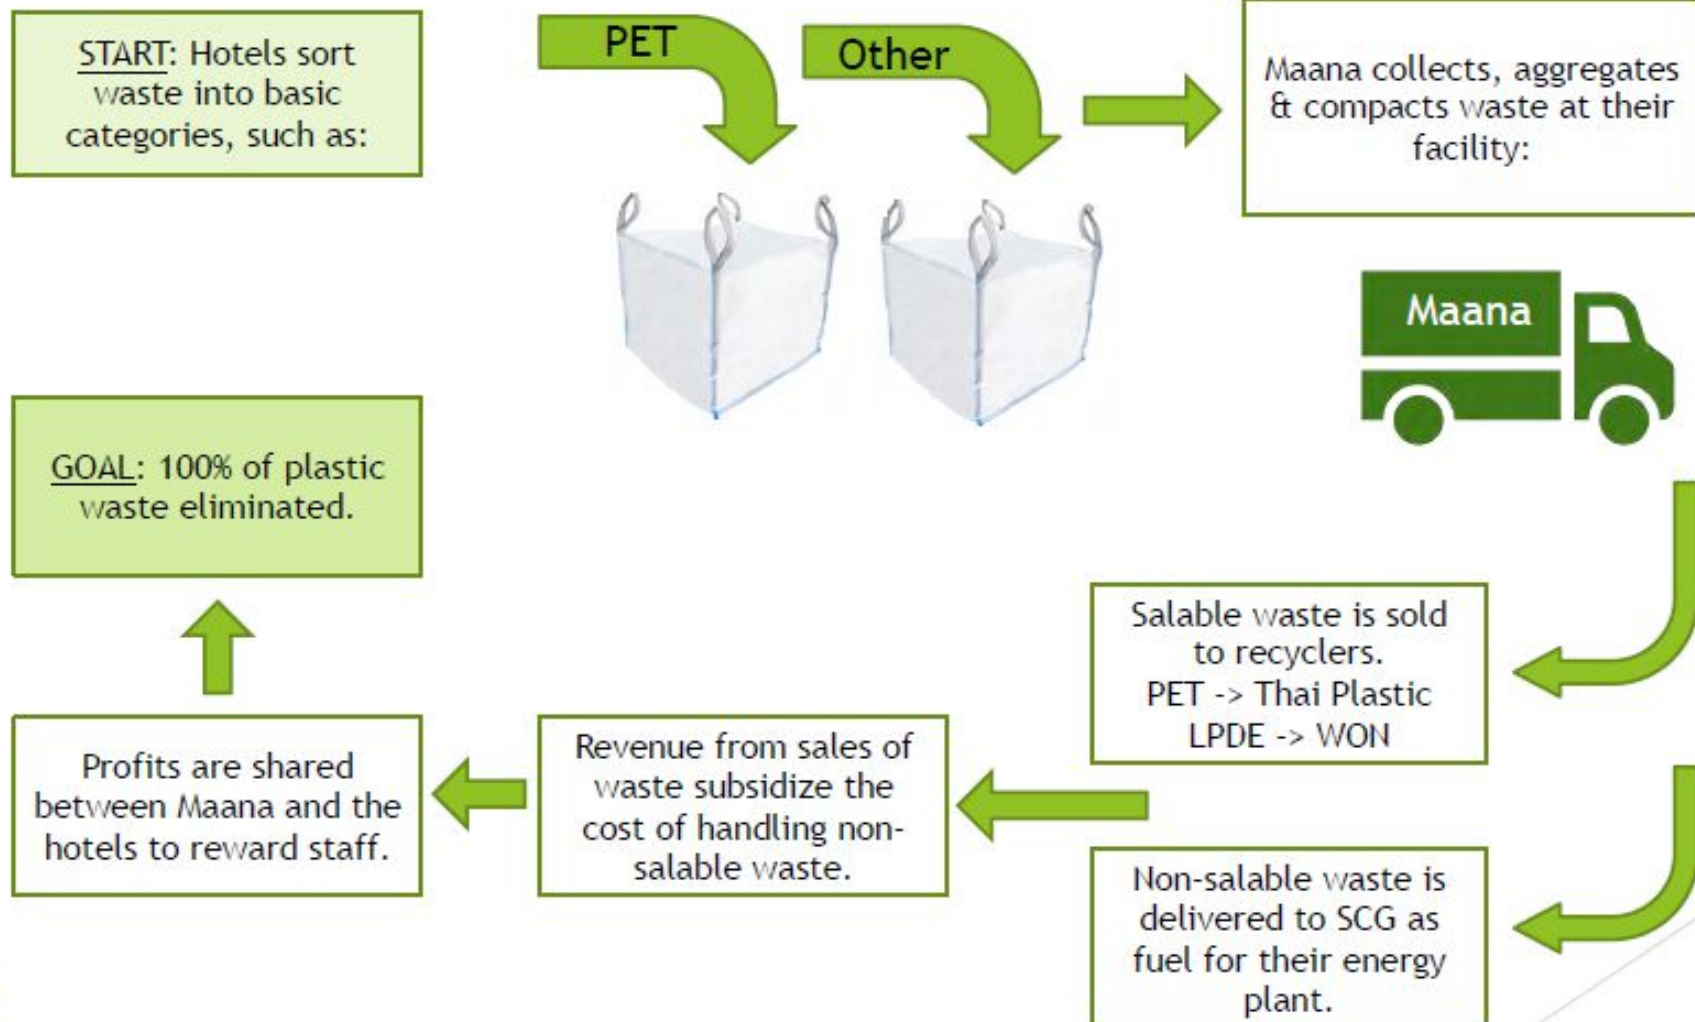 START: Hotels sort
waste into basic
categories, such as:
PET
Other
Maana collects, aggregates
& compacts waste at their
facility:
Maana
Salable waste is sold
to recyclers.
PET -> Thai Plastic
LPDE -> WON
Non-salable waste is
delivered to SCG as
fuel for their energy
plant.
Revenue from sales of
waste subsidize the
cost of handling non-
salable waste.
Profits are shared
between Maana and the
hotels to reward staff.
GOAL: 100% of plastic
waste eliminated.